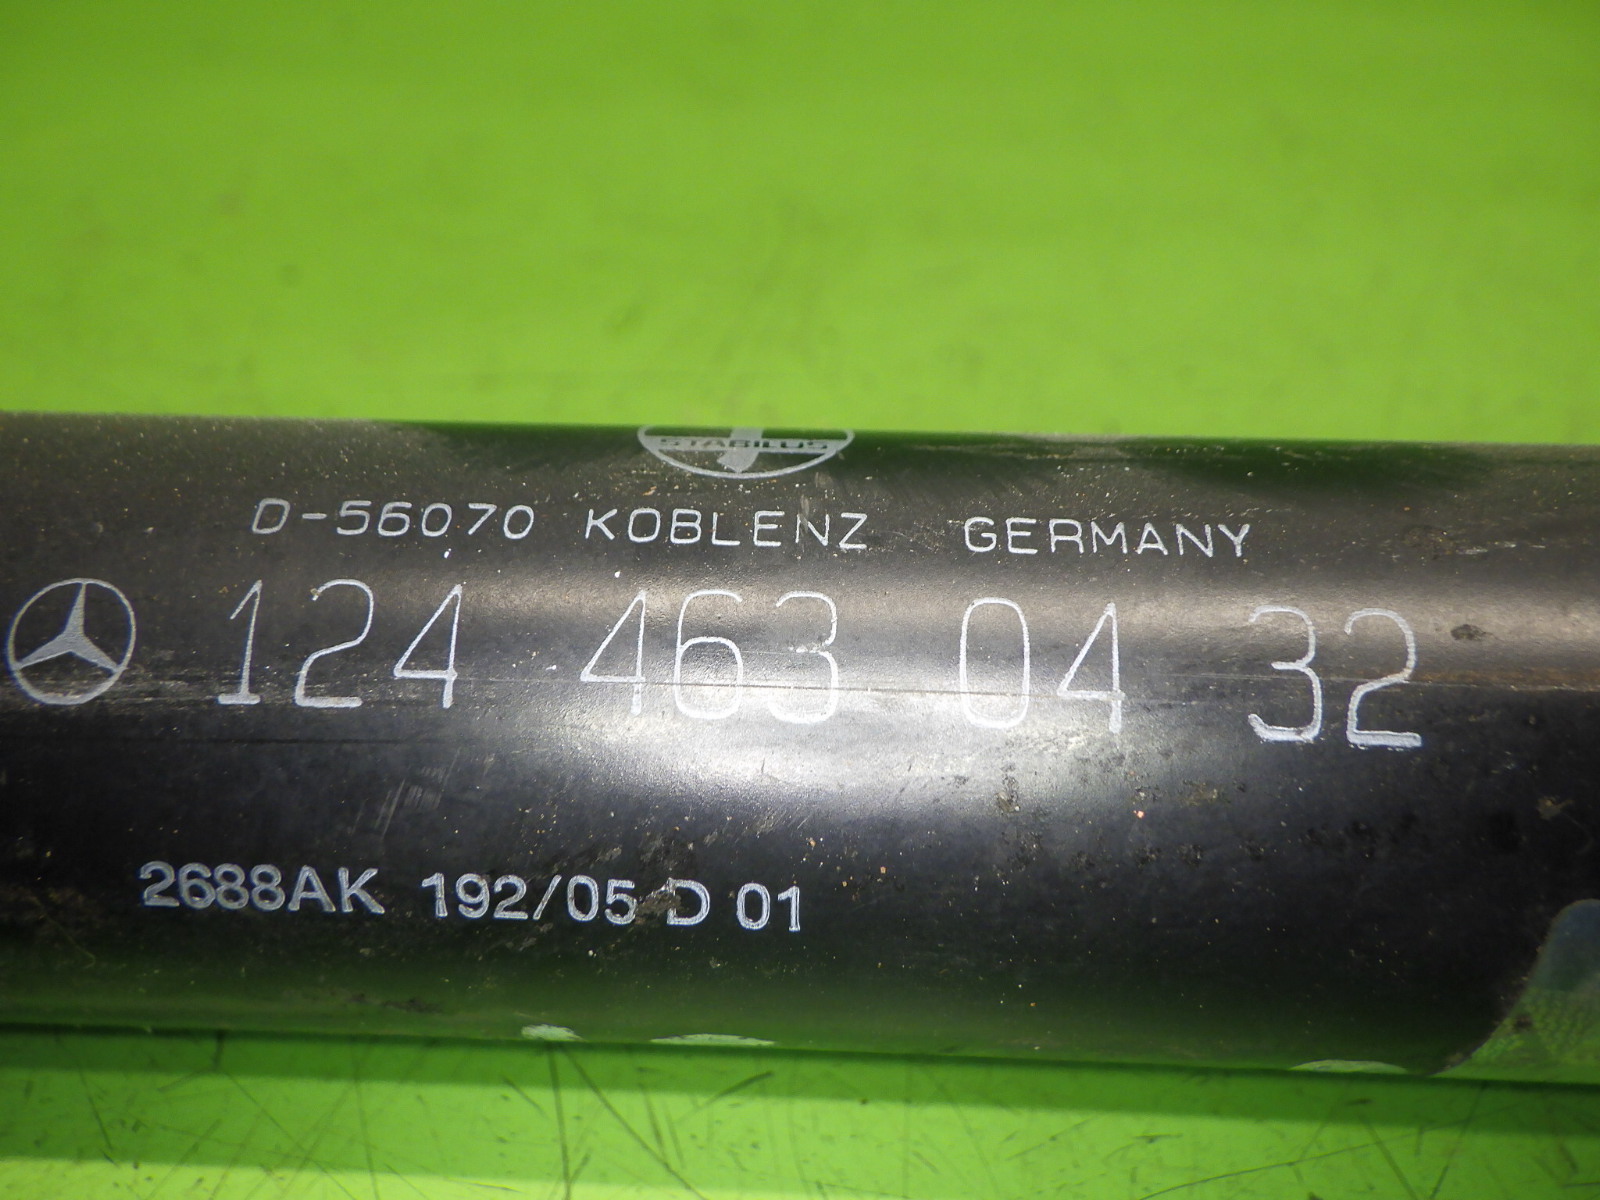 STABILUS
D-56070 KOBLENZ GERMANY
124 463 04 32
2688AK 192/05 D 01